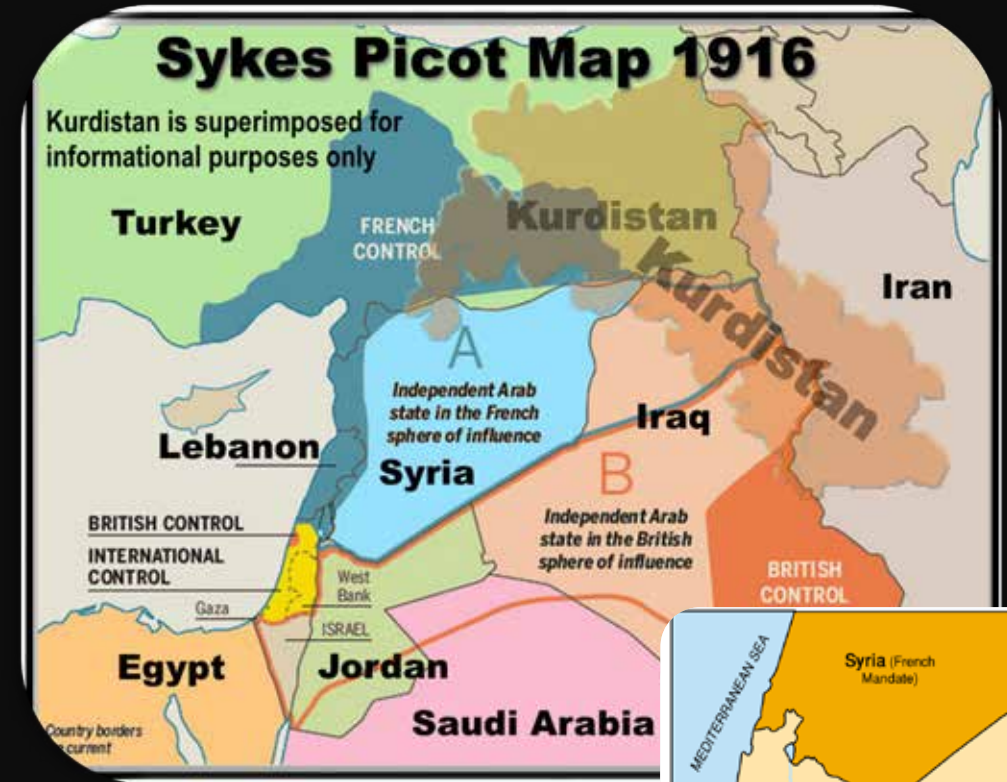 Sykes Picot Map 1916
Kurdistan is superimposed for
informational purposes only
Turkey
FRENCH
CONTROL
Kurdistan
Kurdistan
Iran
A
Independent Arab
state in the French
sphere of influence
Iraq
Lebanon
Syria
B
Independent Arab
state in the British
sphere of influence
BRITISH CONTROL
INTERNATIONAL
CONTROL
BRITISH
CONTROL
West
Bank
Gaza
ISRAEL
Egypt
Jordan
Saudi Arabia
Country borders
current
MEDITERRANEAN SEA
Syria (French
Mandate)